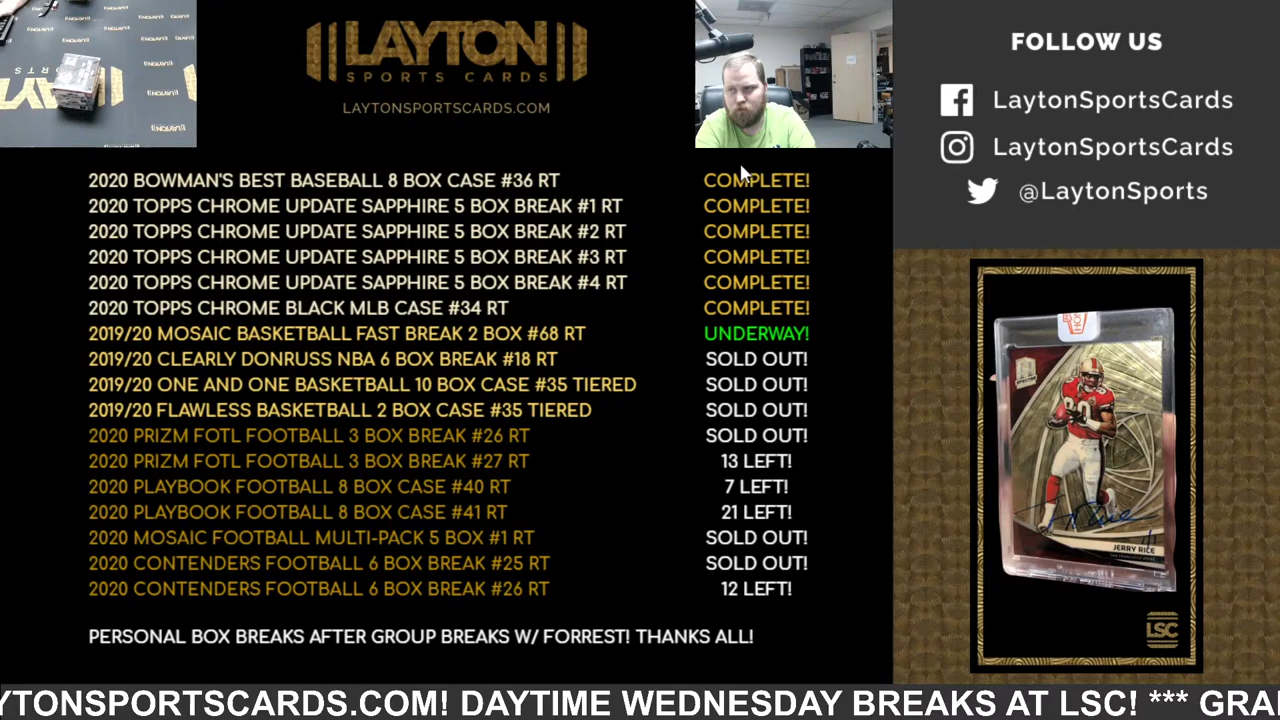 LAYTON
SPORTS CARDS
LAYTONSPORTSCARDS.COM
FOLLOW US
LaytonSportsCards
LaytonSportsCards
@LaytonSports
2020 BOWMAN'S BEST BASEBALL 8 BOX CASE #36 RT COMPLETE!
2020 TOPPS CHROME UPDATE SAPPHIRE 5 BOX BREAK #1 RT COMPLETE!
2020 TOPPS CHROME UPDATE SAPPHIRE 5 BOX BREAK #2 RT COMPLETE!
2020 TOPPS CHROME UPDATE SAPPHIRE 5 BOX BREAK #3 RT COMPLETE!
2020 TOPPS CHROME UPDATE SAPPHIRE 5 BOX BREAK #4 RT COMPLETE!
2020 TOPPS CHROME BLACK MLB CASE #34 RT COMPLETE!
2019/20 MOSAIC BASKETBALL FAST BREAK 2 BOX #68 RT UNDERWAY!
2019/20 CLEARLY DONRUSS NBA 6 BOX BREAK #18 RT SOLD OUT!
2019/20 ONE AND ONE BASKETBALL 10 BOX CASE #35 TIERED SOLD OUT!
2019/20 FLAWLESS BASKETBALL 2 BOX CASE #35 TIERED SOLD OUT!
2020 PRIZM FOTL FOOTBALL 3 BOX BREAK #26 RT SOLD OUT!
2020 PRIZM FOTL FOOTBALL 3 BOX BREAK #27 RT 13 LEFT!
2020 PLAYBOOK FOOTBALL 8 BOX CASE #40 RT 7 LEFT!
2020 PLAYBOOK FOOTBALL 8 BOX CASE #41 RT 21 LEFT!
2020 MOSAIC FOOTBALL MULTI-PACK 5 BOX #1 RT SOLD OUT!
2020 CONTENDERS FOOTBALL 6 BOX BREAK #25 RT SOLD OUT!
2020 CONTENDERS FOOTBALL 6 BOX BREAK #26 RT 12 LEFT!
PERSONAL BOX BREAKS AFTER GROUP BREAKS W/ FORREST! THANKS ALL!
JERRY RICE
LSC
YTONSPORTSCARDS.COM! DAYTIME WEDNESDAY BREAKS AT LSC! *** GRA